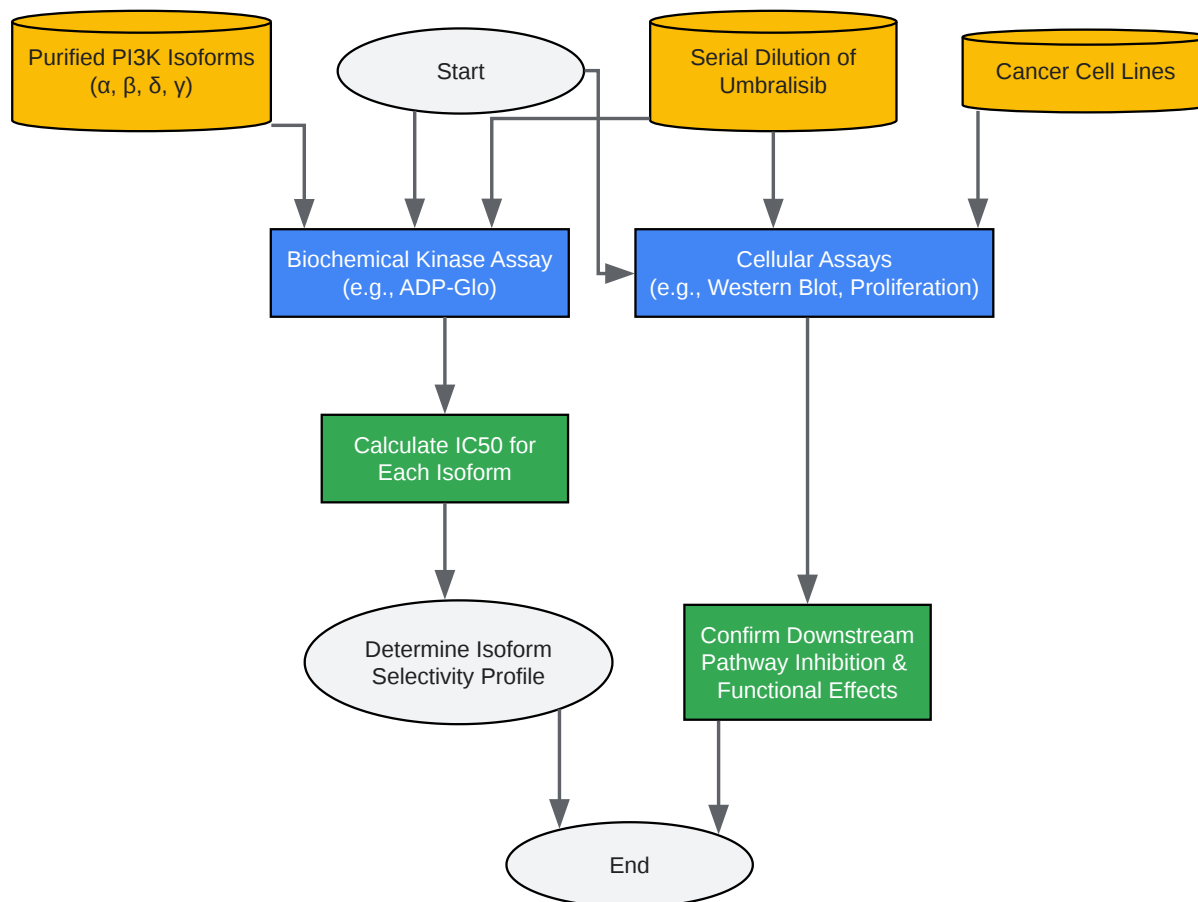 Purified PI3K Isoforms
(α, β, δ, γ)
Start
Serial Dilution of
Umbralisib
Cancer Cell Lines
Biochemical Kinase Assay
(e.g., ADP-Glo)
Cellular Assays
(e.g., Western Blot, Proliferation)
Calculate IC50 for
Each Isoform
Determine Isoform
Selectivity Profile
Confirm Downstream
Pathway Inhibition &
Functional Effects
End